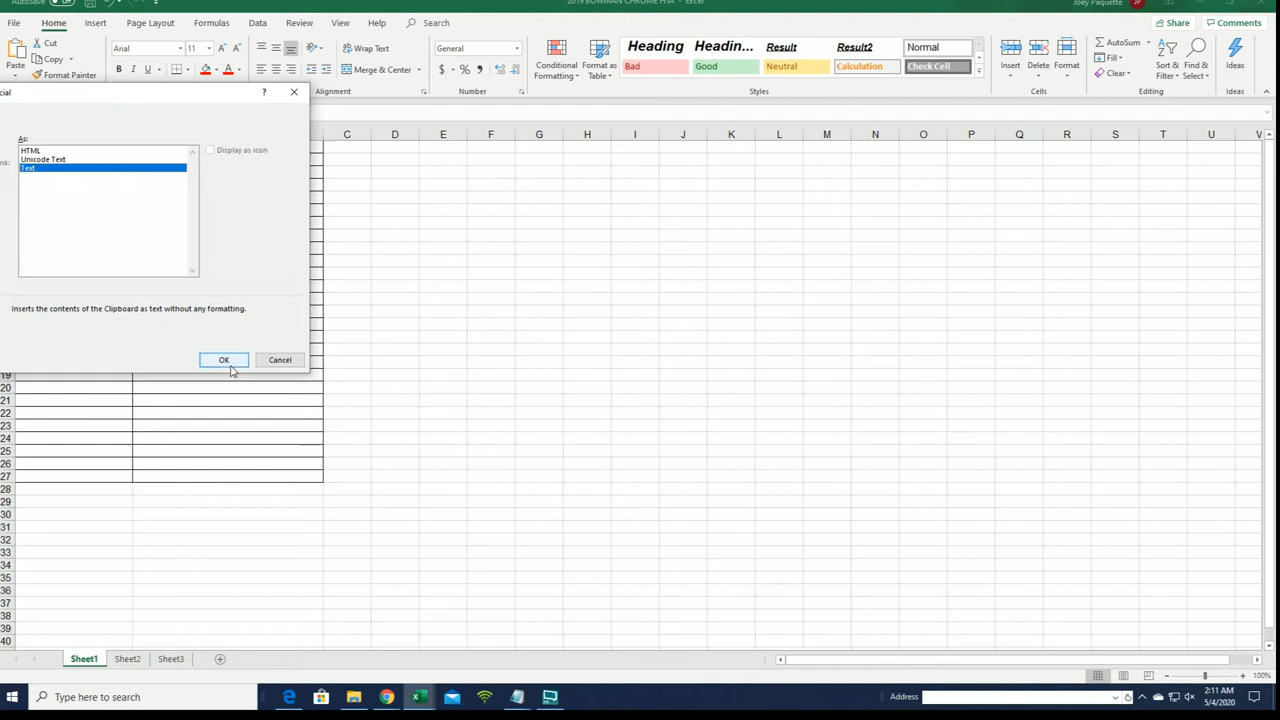 AutoSave
2019 BOWMAN CHROME HTA - Excel
Joey Paquette
JP
File Home Insert Page Layout Formulas Data Review View Help Search
Share Comments
Paste Cut Copy Format Painter
Arial 11
B I U
Wrap Text
Merge & Center
General
$ % ,
Conditional Formatting
Format as Table
Heading Headin... Result Result2 Normal
Bad Good Neutral Calculation Check Cell
Insert Delete Format
AutoSum
Fill
Clear
Sort & Filter
Find & Select
Ideas
Alignment Number Styles Cells Editing Ideas
cial ?
As:
HTML
Unicode Text
Text
Display as icon
Inserts the contents of the Clipboard as text without any formatting.
OK Cancel
C D E F G H I J K L M N O P Q R S T U V
19
20
21
22
23
24
25
26
27
28
29
30
31
32
33
34
35
36
37
38
39
40
Sheet1 Sheet2 Sheet3
100%
Type here to search
Address
2:11 AM
5/4/2020